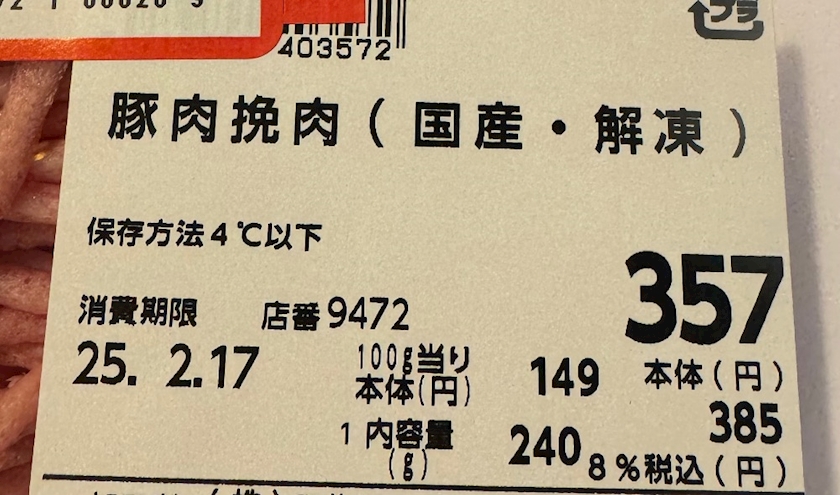 403572
プラ
豚肉挽肉(国産・解凍)
保存方法4℃以下
357
消費期限 店番9472
25. 2.17
100g当り
本体(円) 149 本体(円)
385
1 内容量
(g) 240 8%税込(円)